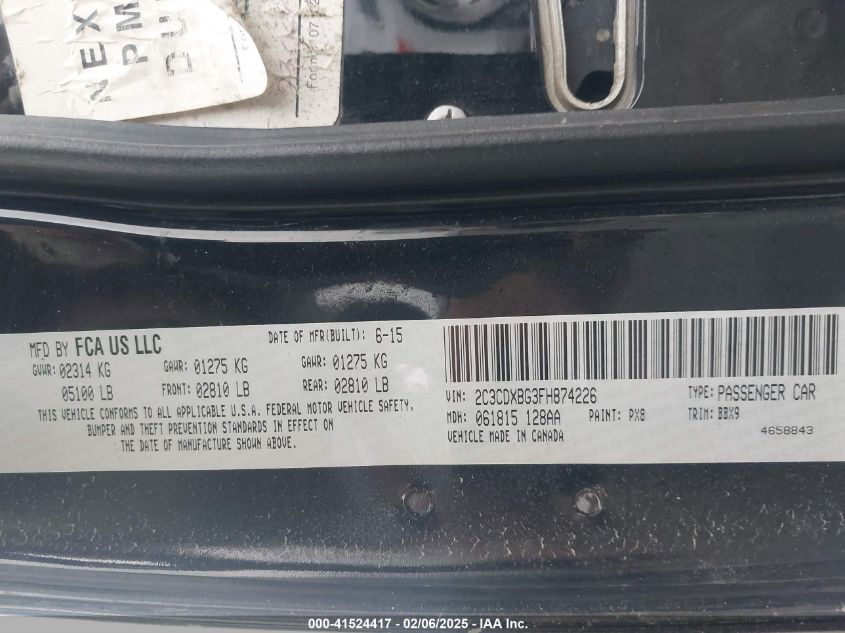 NEX
PM
DU
MFD BY FCA US LLC
DATE OF MFR(BUILT): 6-15
GVWR: 02314 KG
GAWR: 01275 KG
GAWR: 01275 KG
05100 LB
FRONT: 02810 LB
REAR: 02810 LB
THIS VEHICLE CONFORMS TO ALL APPLICABLE U.S.A. FEDERAL MOTOR VEHICLE SAFETY,
BUMPER AND THEFT PREVENTION STANDARDS IN EFFECT ON
THE DATE OF MANUFACTURE SHOWN ABOVE.
VIN: 2C3CDXBG3FH874226
TYPE: PASSENGER CAR
MDH: 061815 128AA
PAINT: PX8
TRIM: BBX9
VEHICLE MADE IN CANADA
4658843
000-41524417 - 02/06/2025 - IAA Inc.